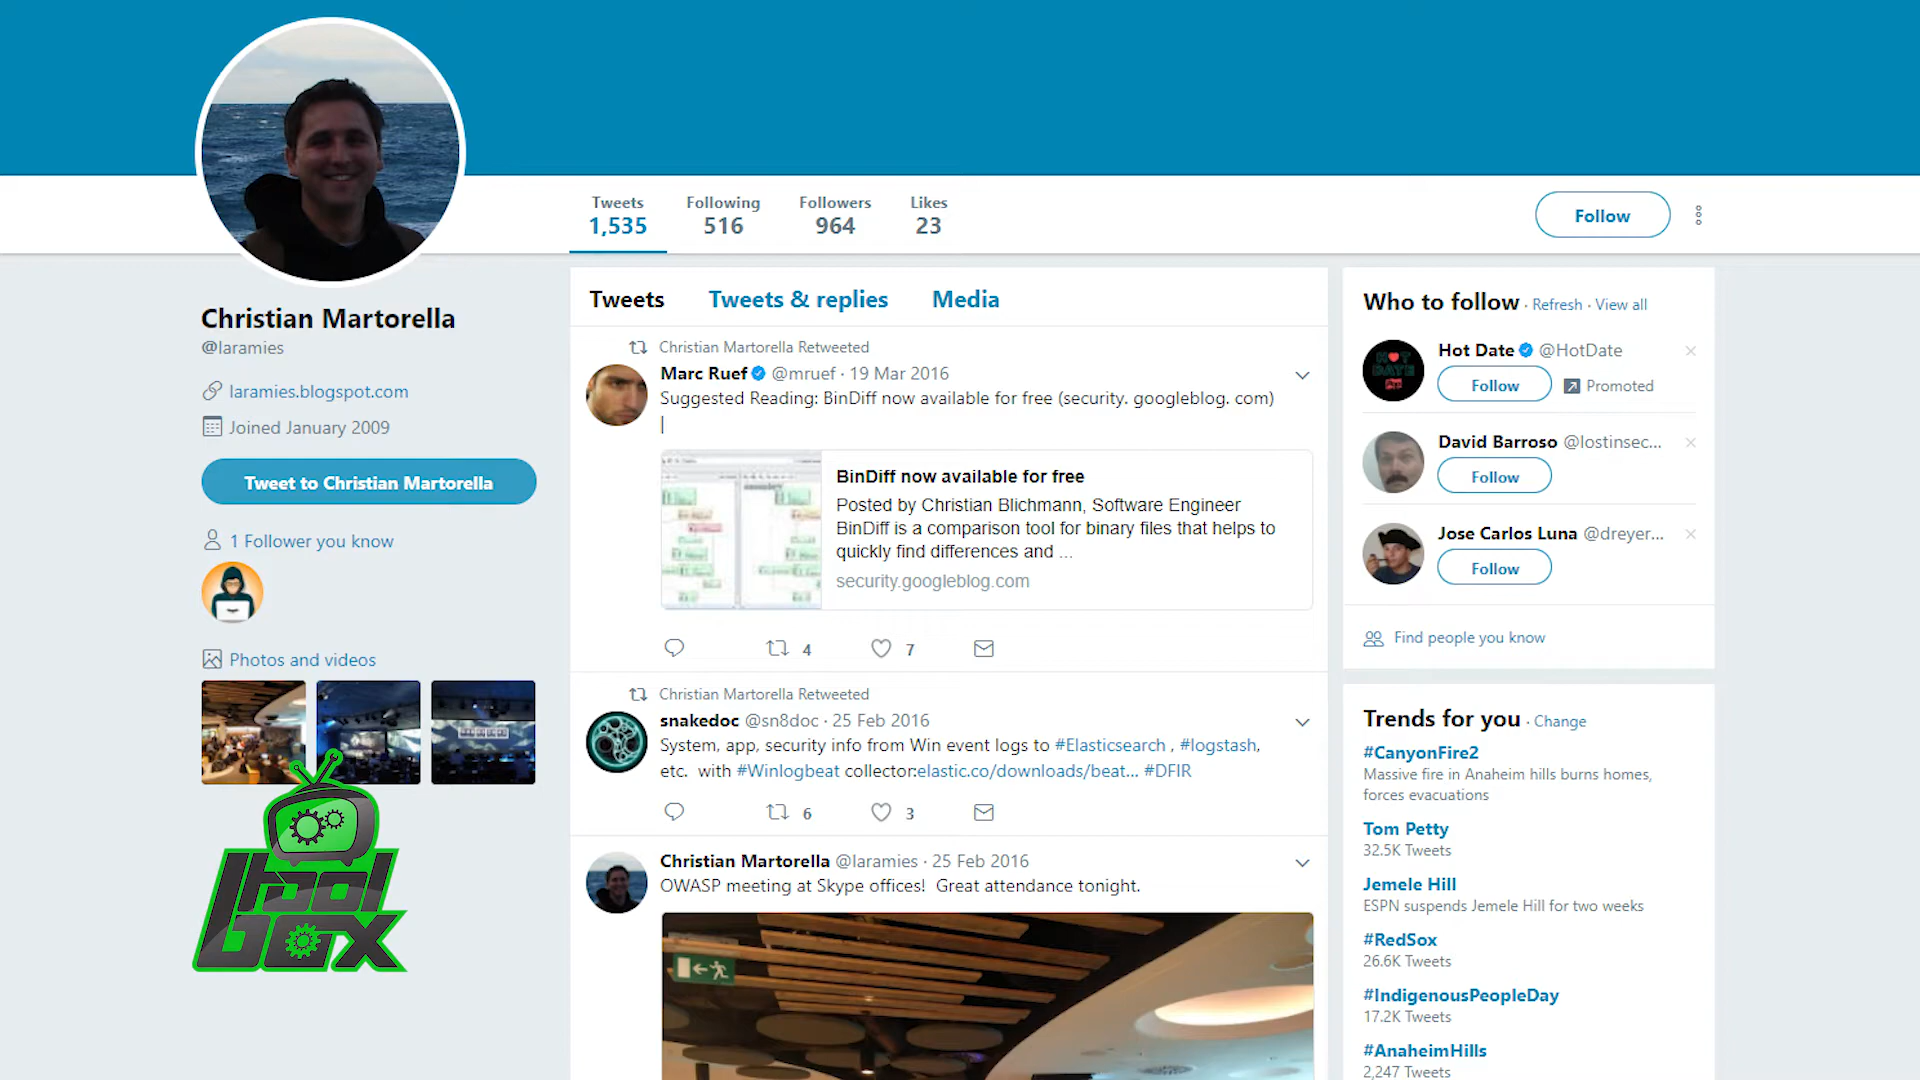 Tweets
1,535
Following
516
Followers
964
Likes
23
Follow
Christian Martorella
@laramies
laramies.blogspot.com
Joined January 2009
Tweet to Christian Martorella
1 Follower you know
Photos and videos
tool
box
Tweets Tweets & replies Media
Christian Martorella Retweeted
Marc Ruef @mruef · 19 Mar 2016
Suggested Reading: BinDiff now available for free (security. googleblog. com)
|
BinDiff now available for free
Posted by Christian Blichmann, Software Engineer
BinDiff is a comparison tool for binary files that helps to
quickly find differences and ...
security.googleblog.com
4 7
Christian Martorella Retweeted
snakedoc @sn8doc · 25 Feb 2016
System, app, security info from Win event logs to #Elasticsearch , #logstash,
etc. with #Winlogbeat collector:elastic.co/downloads/beat... #DFIR
6 3
Christian Martorella @laramies · 25 Feb 2016
OWASP meeting at Skype offices! Great attendance tonight.
Who to follow · Refresh · View all
HOT
DATE
Hot Date @HotDate
Follow Promoted
David Barroso @lostinsec...
Follow
Jose Carlos Luna @dreyer...
Follow
Find people you know
Trends for you · Change
#CanyonFire2
Massive fire in Anaheim hills burns homes,
forces evacuations
Tom Petty
32.5K Tweets
Jemele Hill
ESPN suspends Jemele Hill for two weeks
#RedSox
26.6K Tweets
#IndigenousPeopleDay
17.2K Tweets
#AnaheimHills
2,247 Tweets